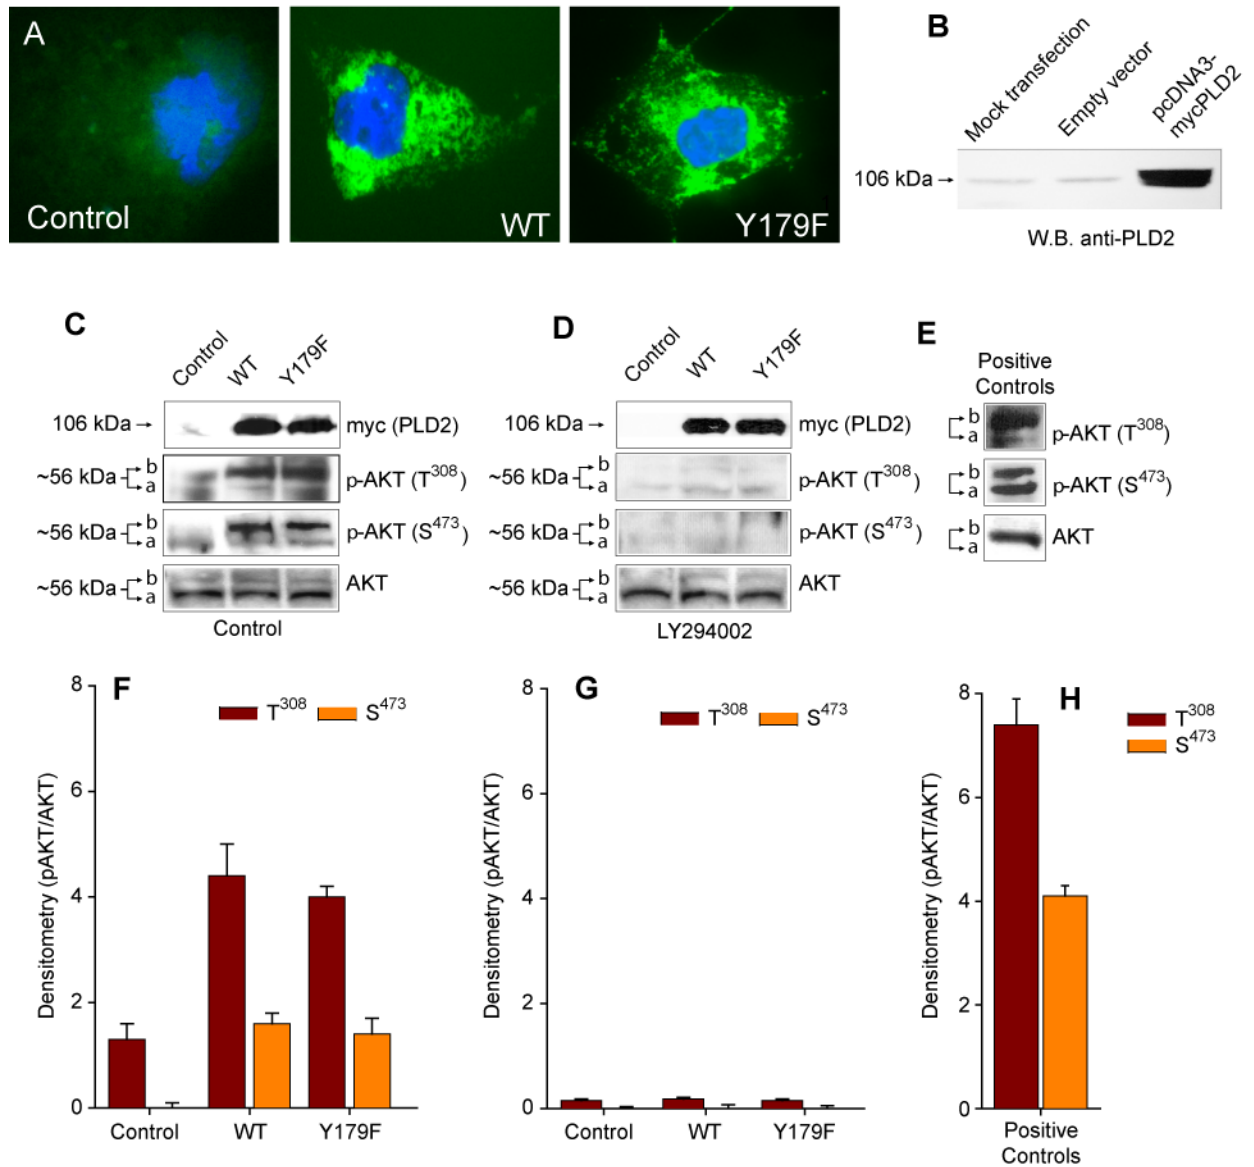 A
Control
WT
Y179F
B
Mock transfection
Empty vector
pcDNA3-
mycPLD2
106 kDa→
W.B. anti-PLD2
C
Control
WT
Y179F
106 kDa→
myc (PLD2)
~56 kDa
b
a
p-AKT (T³⁰⁸)
~56 kDa
b
a
p-AKT (S⁴⁷³)
~56 kDa
b
a
AKT
Control
D
Control
WT
Y179F
106 kDa→
myc (PLD2)
~56 kDa
b
a
p-AKT (T³⁰⁸)
~56 kDa
b
a
p-AKT (S⁴⁷³)
~56 kDa
b
a
AKT
LY294002
E
Positive
Controls
b
a
p-AKT (T³⁰⁸)
b
a
p-AKT (S⁴⁷³)
b
a
AKT
F
T³⁰⁸ S⁴⁷³
Densitometry (pAKT/AKT)
8
6
4
2
0
Control WT Y179F
G
T³⁰⁸ S⁴⁷³
Densitometry (pAKT/AKT)
8
6
4
2
0
Control WT Y179F
H
T³⁰⁸
S⁴⁷³
Densitometry (pAKT/AKT)
8
6
4
2
0
Positive
Controls